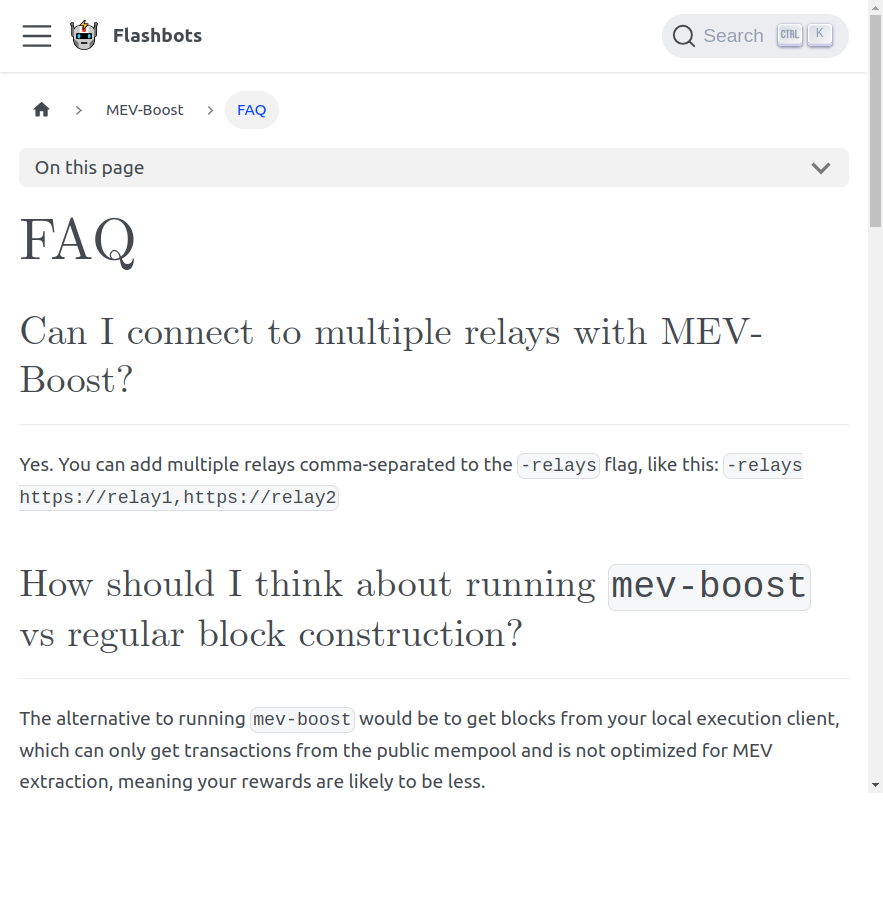 Flashbots
Search CTRL K
MEV-Boost
FAQ
On this page
FAQ
Can I connect to multiple relays with MEV-
Boost?
Yes. You can add multiple relays comma-separated to the -relays flag, like this: -relays
https://relay1,https://relay2
How should I think about running mev-boost
vs regular block construction?
The alternative to running mev-boost would be to get blocks from your local execution client,
which can only get transactions from the public mempool and is not optimized for MEV
extraction, meaning your rewards are likely to be less.